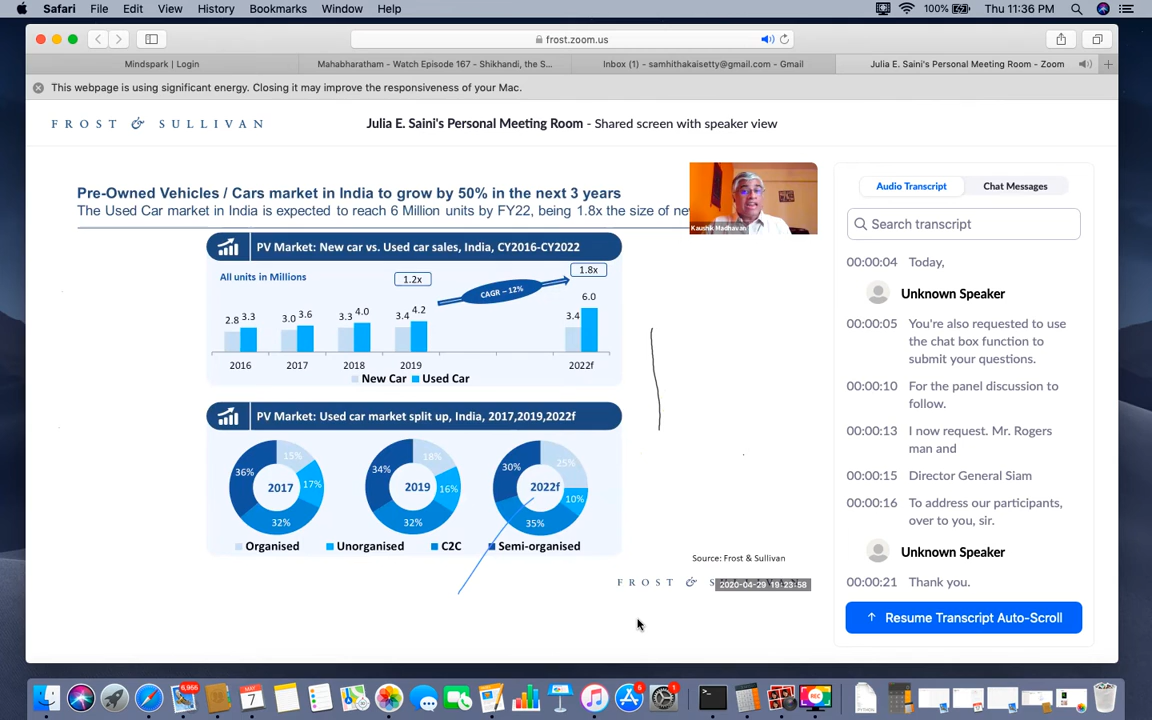 Safari File Edit View History Bookmarks Window Help 100% Thu 11:36 PM
frost.zoom.us
Mindspark | Login
Mahabharatham - Watch Episode 167 - Shikhandi, the S...
Inbox (1) - samhithakaisetty@gmail.com - Gmail
Julia E. Saini's Personal Meeting Room - Zoom
This webpage is using significant energy. Closing it may improve the responsiveness of your Mac.
FROST & SULLIVAN
Julia E. Saini's Personal Meeting Room - Shared screen with speaker view
Pre-Owned Vehicles / Cars market in India to grow by 50% in the next 3 years
The Used Car market in India is expected to reach 6 Million units by FY22, being 1.8x the size of ne
Kaushik Madhavan
PV Market: New car vs. Used car sales, India, CY2016-CY2022
All units in Millions
1.2x
1.8x
CAGR ~ 12%
2.8 3.3 3.0 3.6 3.3 4.0 3.4 4.2 3.4 6.0
2016 2017 2018 2019 2022f
New Car Used Car
PV Market: Used car market split up, India, 2017,2019,2022f
36% 15% 17% 32% 2017
34% 18% 16% 32% 2019
30% 25% 10% 35% 2022f
Organised Unorganised C2C Semi-organised
Source: Frost & Sullivan
FROST & S
2020-04-29 19:23:58
Audio Transcript
Chat Messages
Search transcript
00:00:04 Today,
Unknown Speaker
00:00:05 You're also requested to use
the chat box function to
submit your questions.
00:00:10 For the panel discussion to
follow.
00:00:13 I now request. Mr. Rogers
man and
00:00:15 Director General Siam
00:00:16 To address our participants,
over to you, sir.
Unknown Speaker
00:00:21 Thank you.
Resume Transcript Auto-Scroll